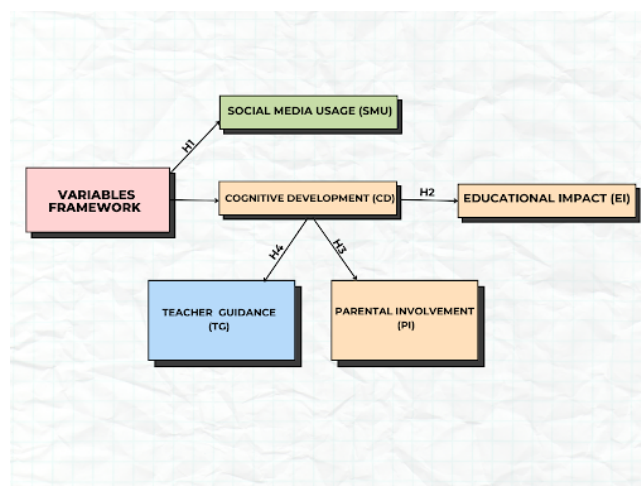 SOCIAL MEDIA USAGE (SMU)
H1
VARIABLES
FRAMEWORK
COGNITIVE DEVELOPMENT (CD)
H2
EDUCATIONAL IMPACT (EI)
H4
H3
TEACHER GUIDANCE
(TG)
PARENTAL INVOLVEMENT
(PI)